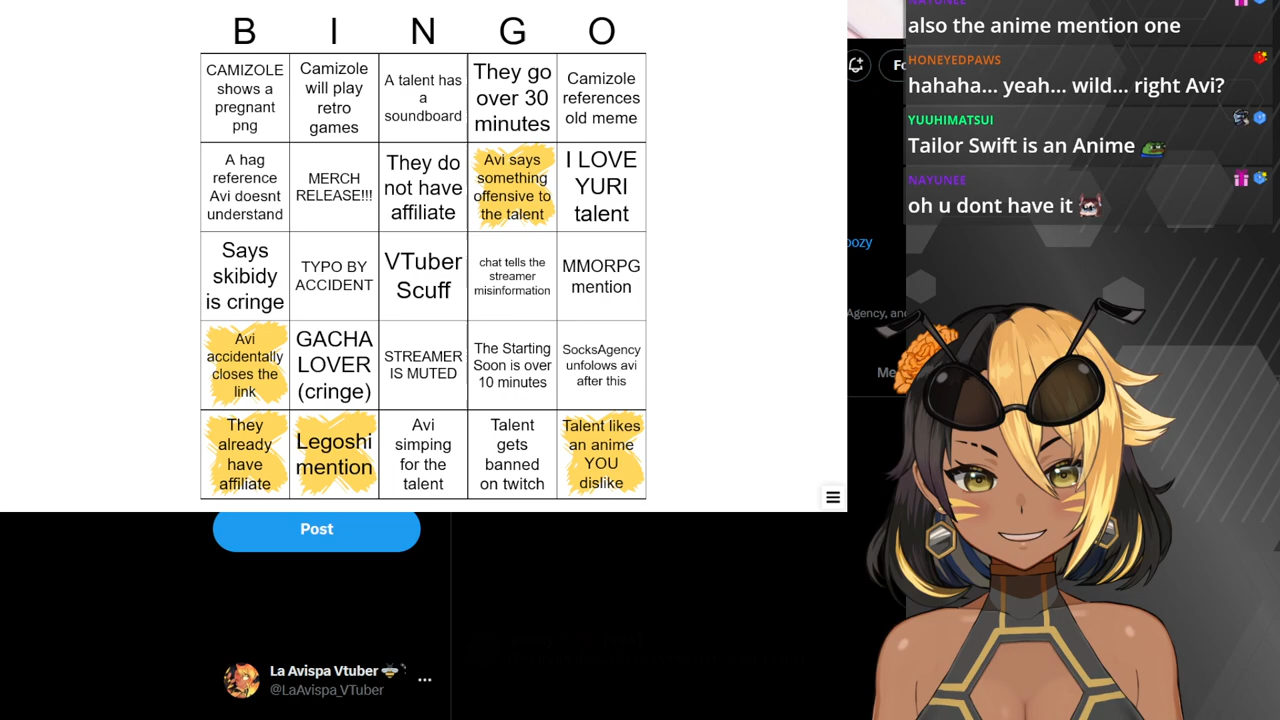 B I N G O
CAMIZOLE
shows a
pregnant
png
Camizole
will play
retro
games
A talent has
a
soundboard
They go
over 30
minutes
Camizole
references
old meme
A hag
reference
Avi doesnt
understand
MERCH
RELEASE!!!
They do
not have
affiliate
Avi says
something
offensive to
the talent
I LOVE
YURI
talent
Says
skibidy
is cringe
TYPO BY
ACCIDENT
VTuber
Scuff
chat tells the
streamer
misinformation
MMORPG
mention
Avi
accidentally
closes the
link
GACHA
LOVER
(cringe)
STREAMER
IS MUTED
The Starting
Soon is over
10 minutes
SocksAgency
unfolows avi
after this
They
already
have
affiliate
Legoshi
mention
Avi
simping
for the
talent
Talent
gets
banned
on twitch
Talent likes
an anime
YOU
dislike
Post
La Avispa Vtuber
@LaAvispa_VTuber
Fo
oozy
Agency, and
Me
NAYUNEE
also the anime mention one
HONEYEDPAWS
hahaha... yeah... wild... right Avi?
YUUHIMATSUI
Tailor Swift is an Anime
NAYUNEE
oh u dont have it